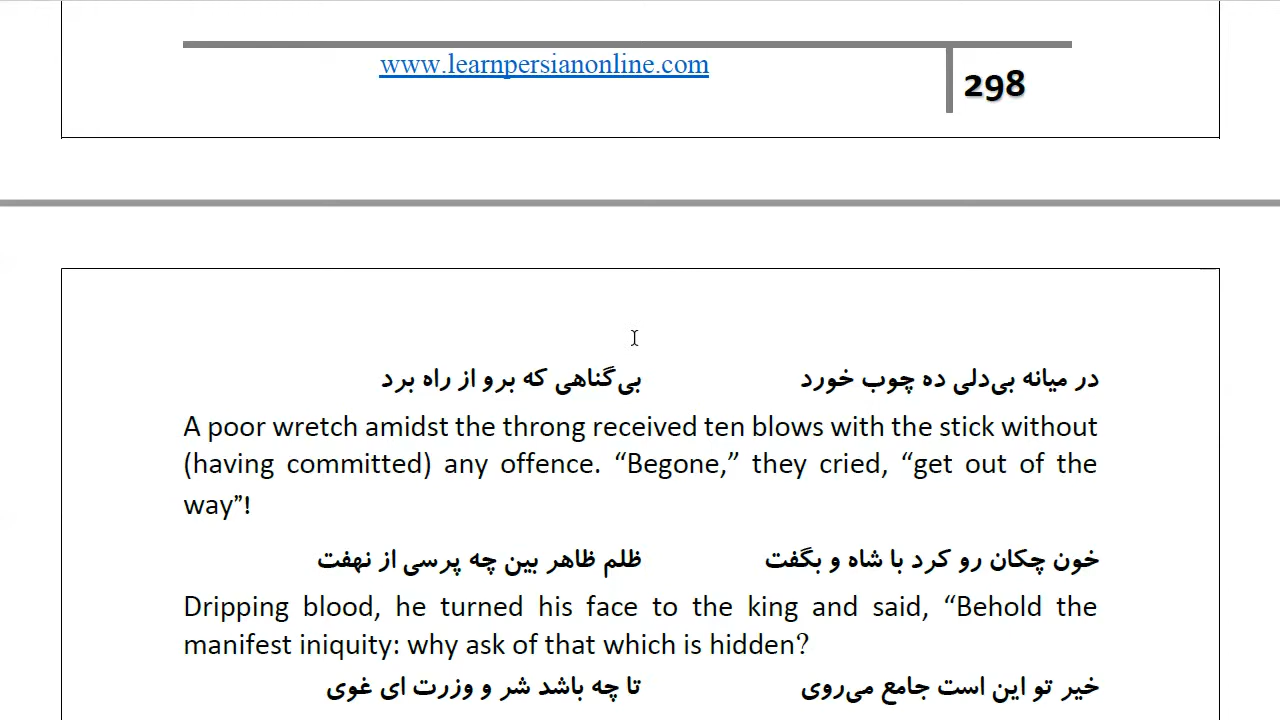 www.learnpersianonline.com
298
در میانه بی‌دلی ده چوب خورد بی‌گناهی که برو از راه برد
A poor wretch amidst the throng received ten blows with the stick without
(having committed) any offence. “Begone,” they cried, “get out of the
way”!
خون چکان رو کرد با شاه و بگفت ظلم ظاهر بین چه پرسی از نهفت
Dripping blood, he turned his face to the king and said, “Behold the
manifest iniquity: why ask of that which is hidden?
خیر تو این است جامع می‌روی تا چه باشد شر و وزرت ای غوی